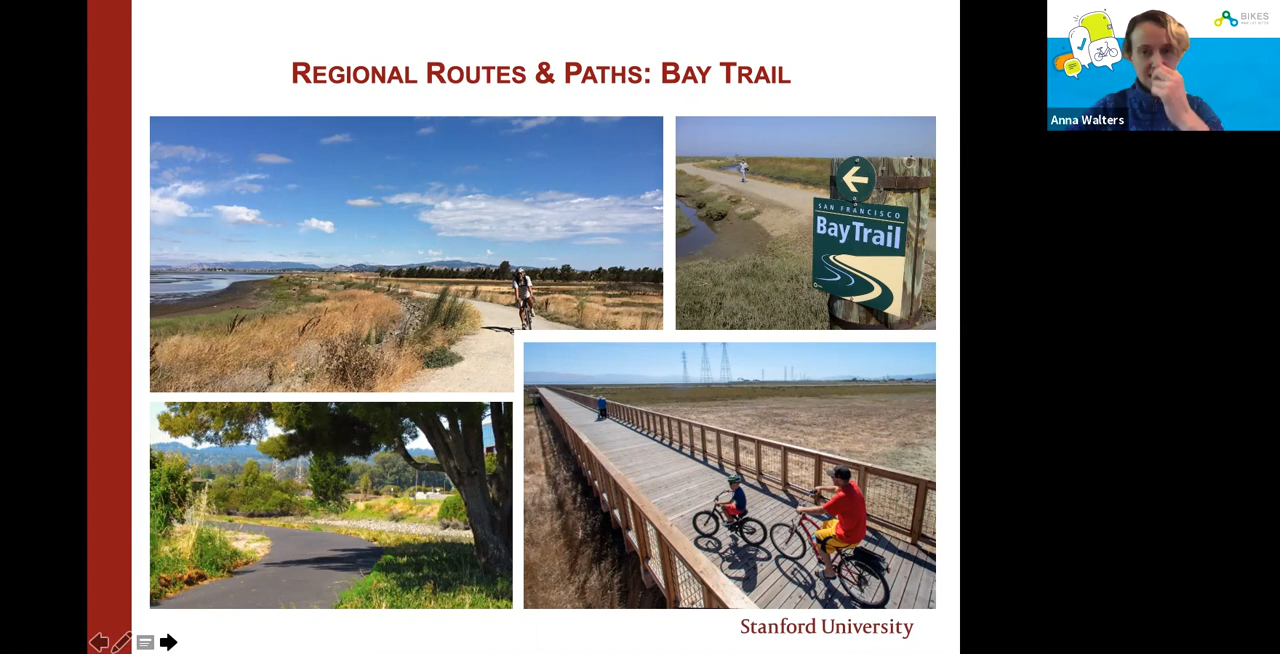 REGIONAL ROUTES & PATHS: BAY TRAIL
BIKES
Anna Walters
SAN FRANCISCO
Bay Trail
Stanford University